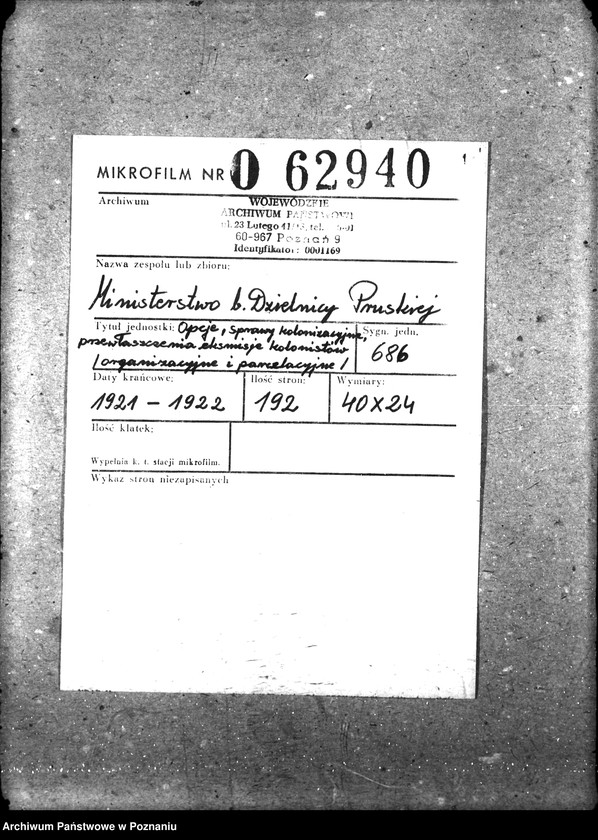 MIKROFILM NR 0 62940
Archiwum
WOJEWÓDZKIE
ARCHIWUM PAŃSTWOWE
ul. 23 Lutego 41/43, tel.
60-967 Poznań 9
Identyfikator: 0001169
Nazwa zespołu lub zbioru:
Ministerstwo b. Dzielnicy Pruskiej
Tytuł jednostki: Opcje, sprawy kolonizacyjne,
przewłaszczenia eksmisje kolonistów
/organizacyjne i parcelacyjne/
Sygn. jedn.
686
Daty krańcowe:
1921 - 1922
Ilość stron:
192
Wymiary:
40x24
Ilość klatek:
Wypełnia k. t. stacji mikrofilm.
Wykaz stron niezapisanych
Archiwum Państwowe w Poznaniu